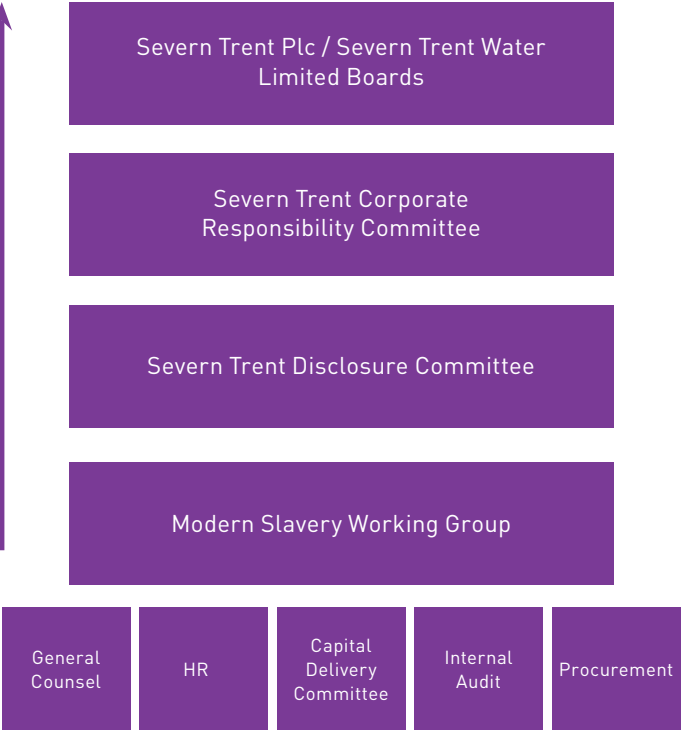 Severn Trent Plc / Severn Trent Water
Limited Boards
Severn Trent Corporate
Responsibility Committee
Severn Trent Disclosure Committee
Modern Slavery Working Group
General
Counsel
HR
Capital
Delivery
Committee
Internal
Audit
Procurement